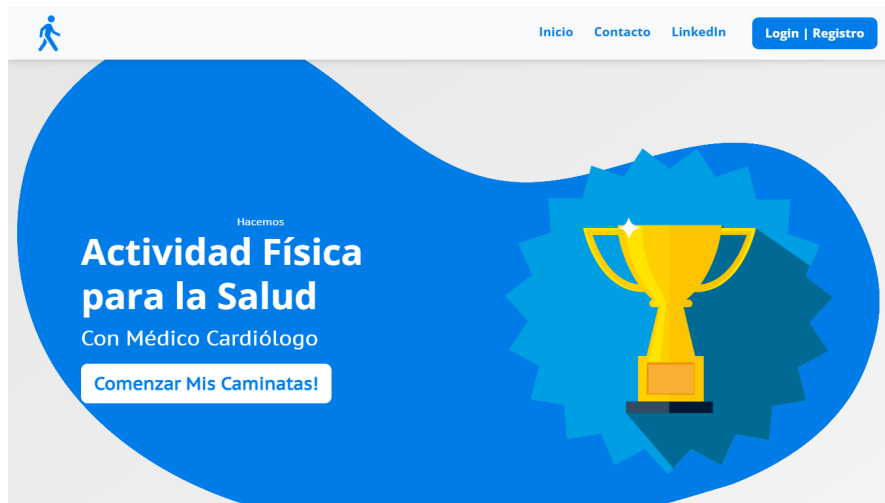 Inicio Contacto LinkedIn Login | Registro
Hacemos
Actividad Física
para la Salud
Con Médico Cardiólogo
Comenzar Mis Caminatas!